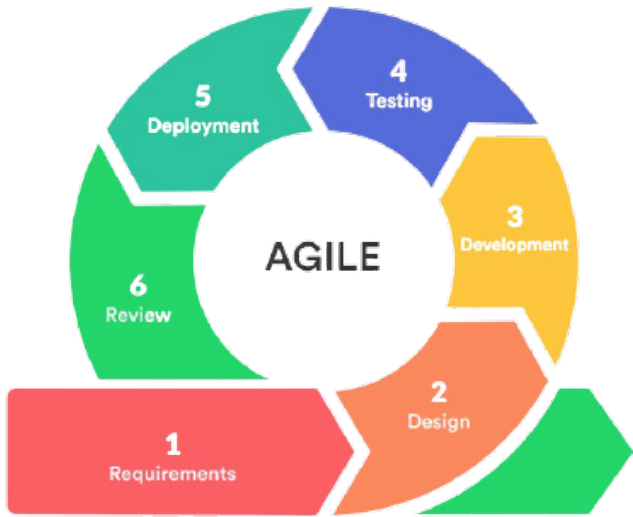 AGILE
1
Requirements
2
Design
3
Development
4
Testing
5
Deployment
6
Review